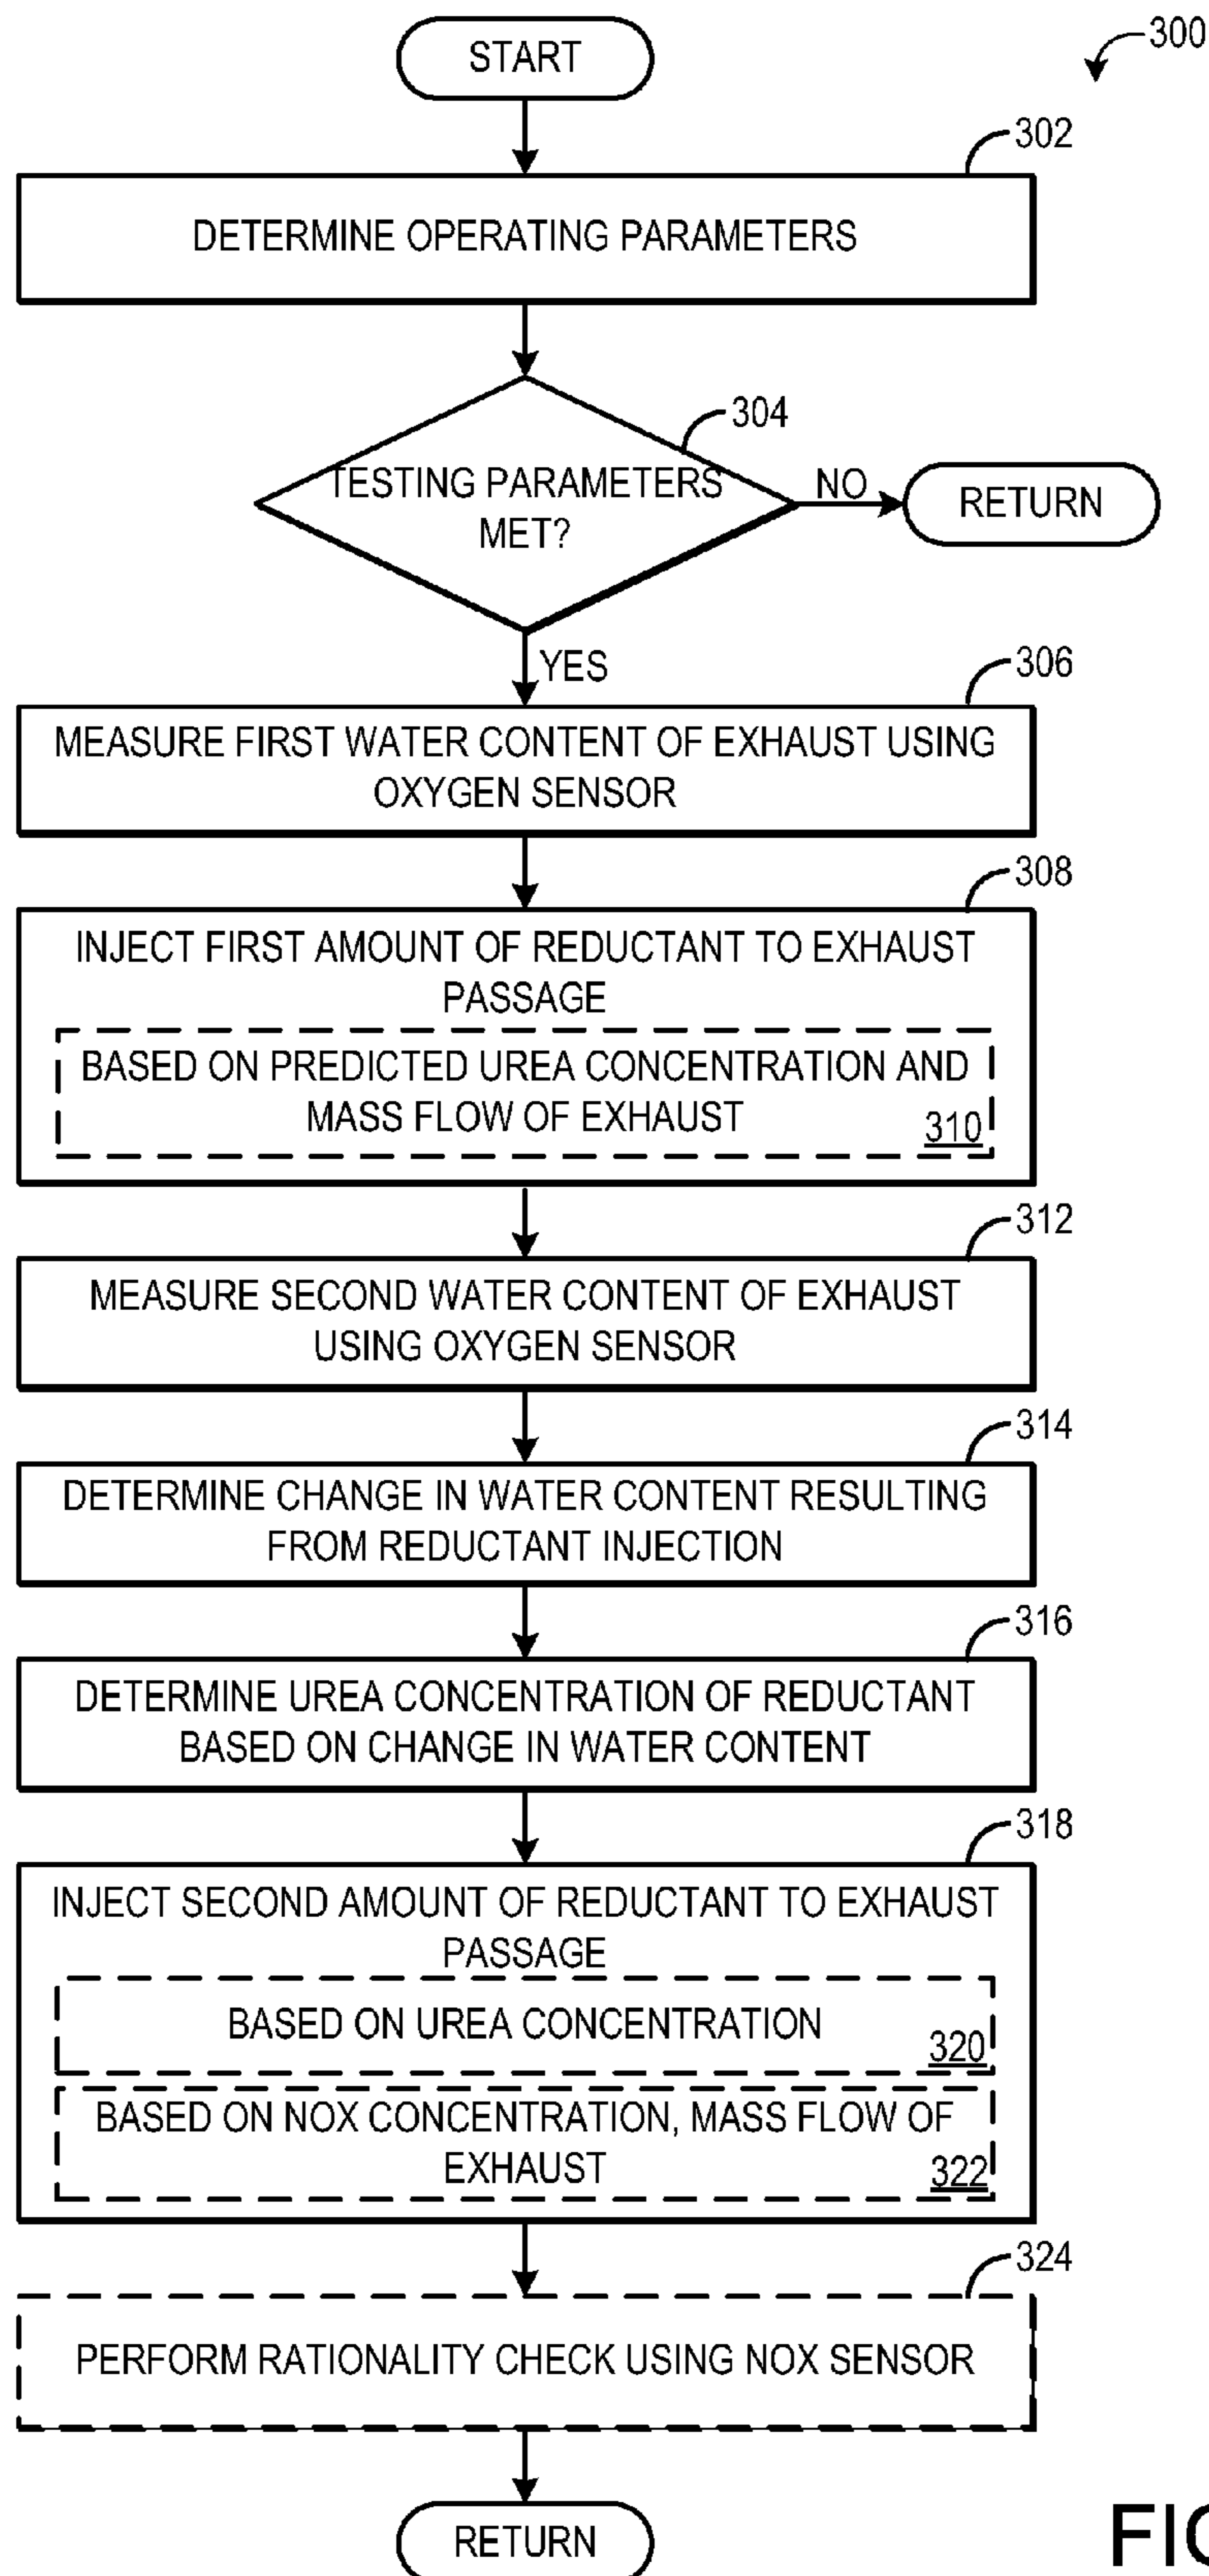 START
300
302
DETERMINE OPERATING PARAMETERS
304
TESTING PARAMETERS
MET?
NO
RETURN
YES
306
MEASURE FIRST WATER CONTENT OF EXHAUST USING
OXYGEN SENSOR
308
INJECT FIRST AMOUNT OF REDUCTANT TO EXHAUST
PASSAGE
BASED ON PREDICTED UREA CONCENTRATION AND
MASS FLOW OF EXHAUST
310
312
MEASURE SECOND WATER CONTENT OF EXHAUST
USING OXYGEN SENSOR
314
DETERMINE CHANGE IN WATER CONTENT RESULTING
FROM REDUCTANT INJECTION
316
DETERMINE UREA CONCENTRATION OF REDUCTANT
BASED ON CHANGE IN WATER CONTENT
318
INJECT SECOND AMOUNT OF REDUCTANT TO EXHAUST
PASSAGE
BASED ON UREA CONCENTRATION
320
BASED ON NOX CONCENTRATION, MASS FLOW OF
EXHAUST
322
324
PERFORM RATIONALITY CHECK USING NOX SENSOR
RETURN